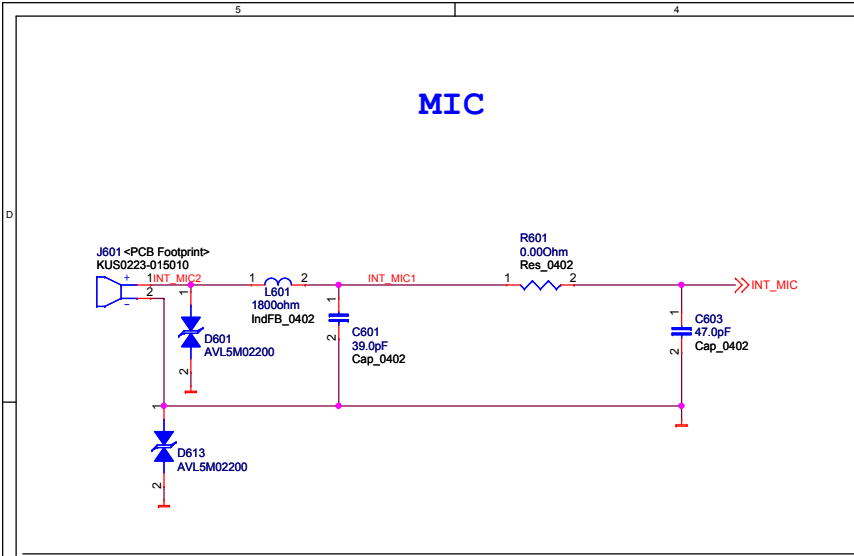 5
4
MIC
D
J601 <PCB Footprint>
KUS0223-015010
+
1 INT_MIC2
2
−
1
2
D601
AVL5M02200
1
2
L601
1800ohm
IndFB_0402
INT_MIC1
1
2
C601
39.0pF
Cap_0402
R601
0.00Ohm
Res_0402
1
2
INT_MIC
1
2
C603
47.0pF
Cap_0402
1
2
D613
AVL5M02200